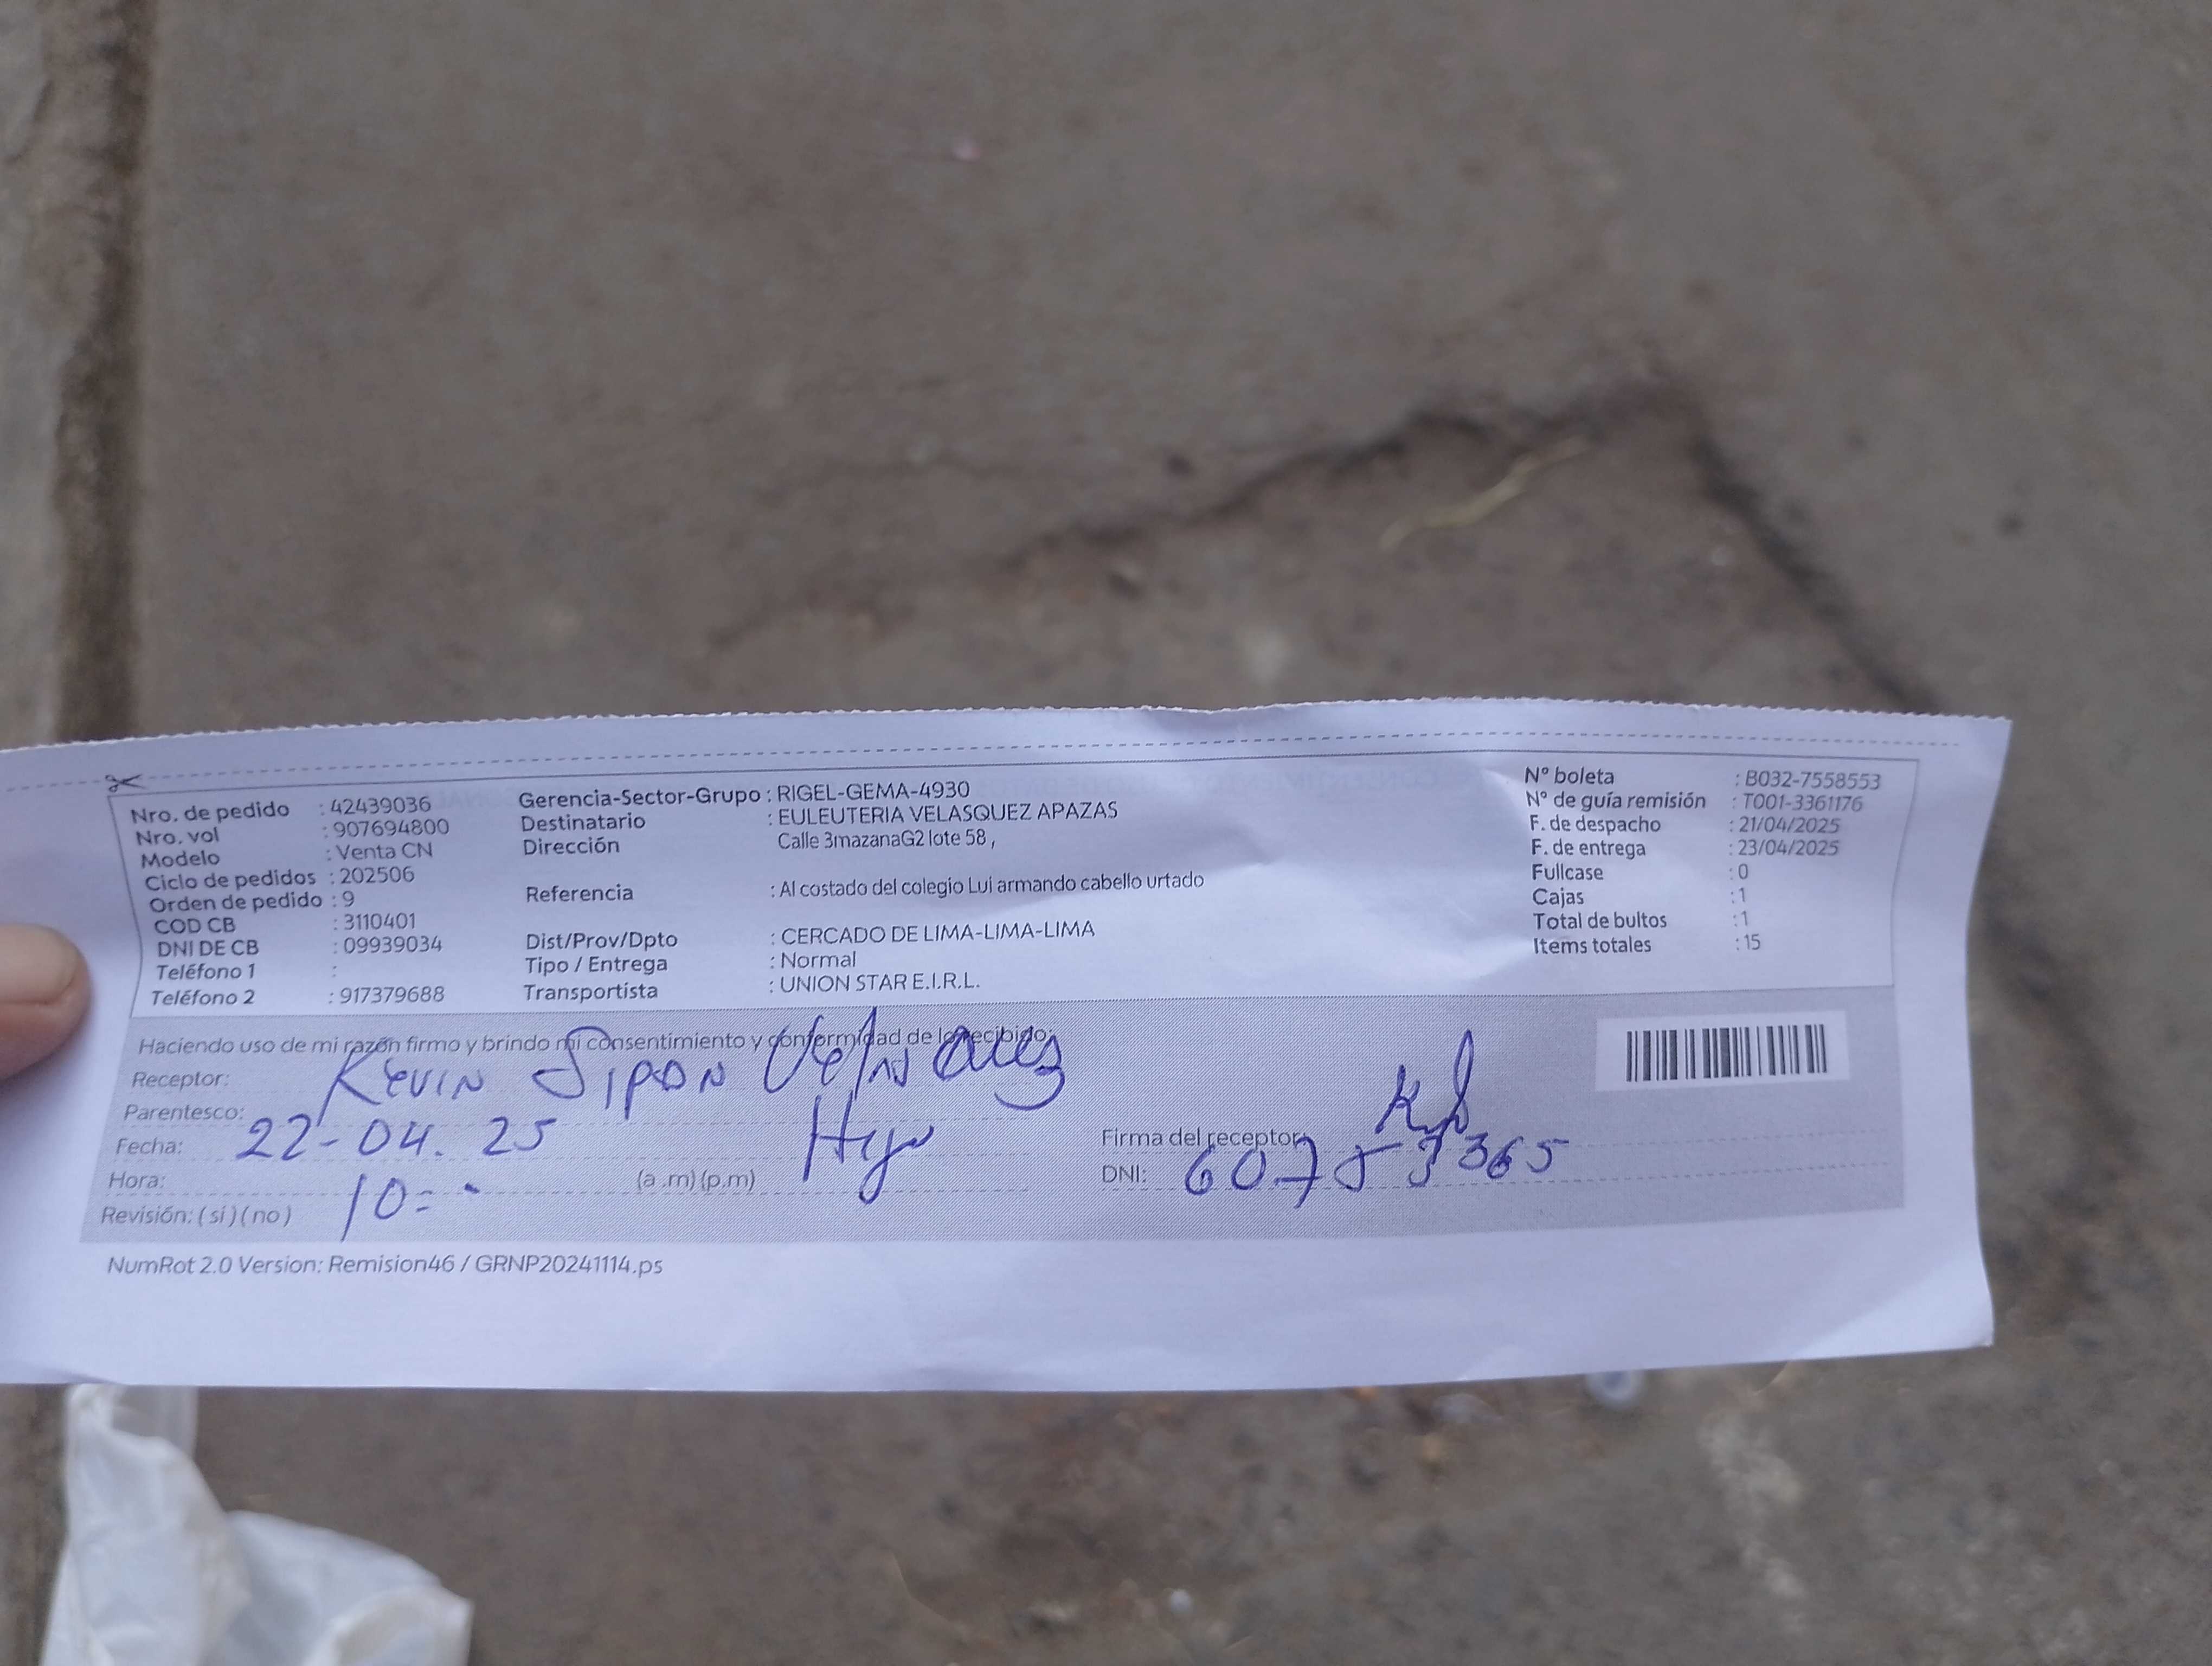 Nro. de pedido : 42439036
Nro. vol : 907694800
Modelo : Venta CN
Ciclo de pedidos : 202506
Orden de pedido : 9
COD CB : 3110401
DNI DE CB : 09939034
Teléfono 1 :
Teléfono 2 : 917379688
Gerencia-Sector-Grupo : RIGEL-GEMA-4930
Destinatario : EULEUTERIA VELASQUEZ APAZAS
Dirección Calle 3mazanaG2 lote 58 ,
Referencia : Al costado del colegio Lui armando cabello urtado
Dist/Prov/Dpto : CERCADO DE LIMA-LIMA-LIMA
Tipo / Entrega : Normal
Transportista : UNION STAR E.I.R.L.
N° boleta : B032-7558553
N° de guía remisión : T001-3361176
F. de despacho : 21/04/2025
F. de entrega : 23/04/2025
Fullcase : 0
Cajas : 1
Total de bultos : 1
Items totales : 15
Haciendo uso de mi razón firmo y brindo mi consentimiento y conformidad de lo recibido:
Receptor: Kevin
Parentesco: Hijo
Fecha: 22-04. 25
Hora: 10 (a .m) (p.m)
Revisión: ( si ) ( no )
Firma del receptor:
DNI: 60753365
NumRot 2.0 Version: Remision46 / GRNP20241114.ps